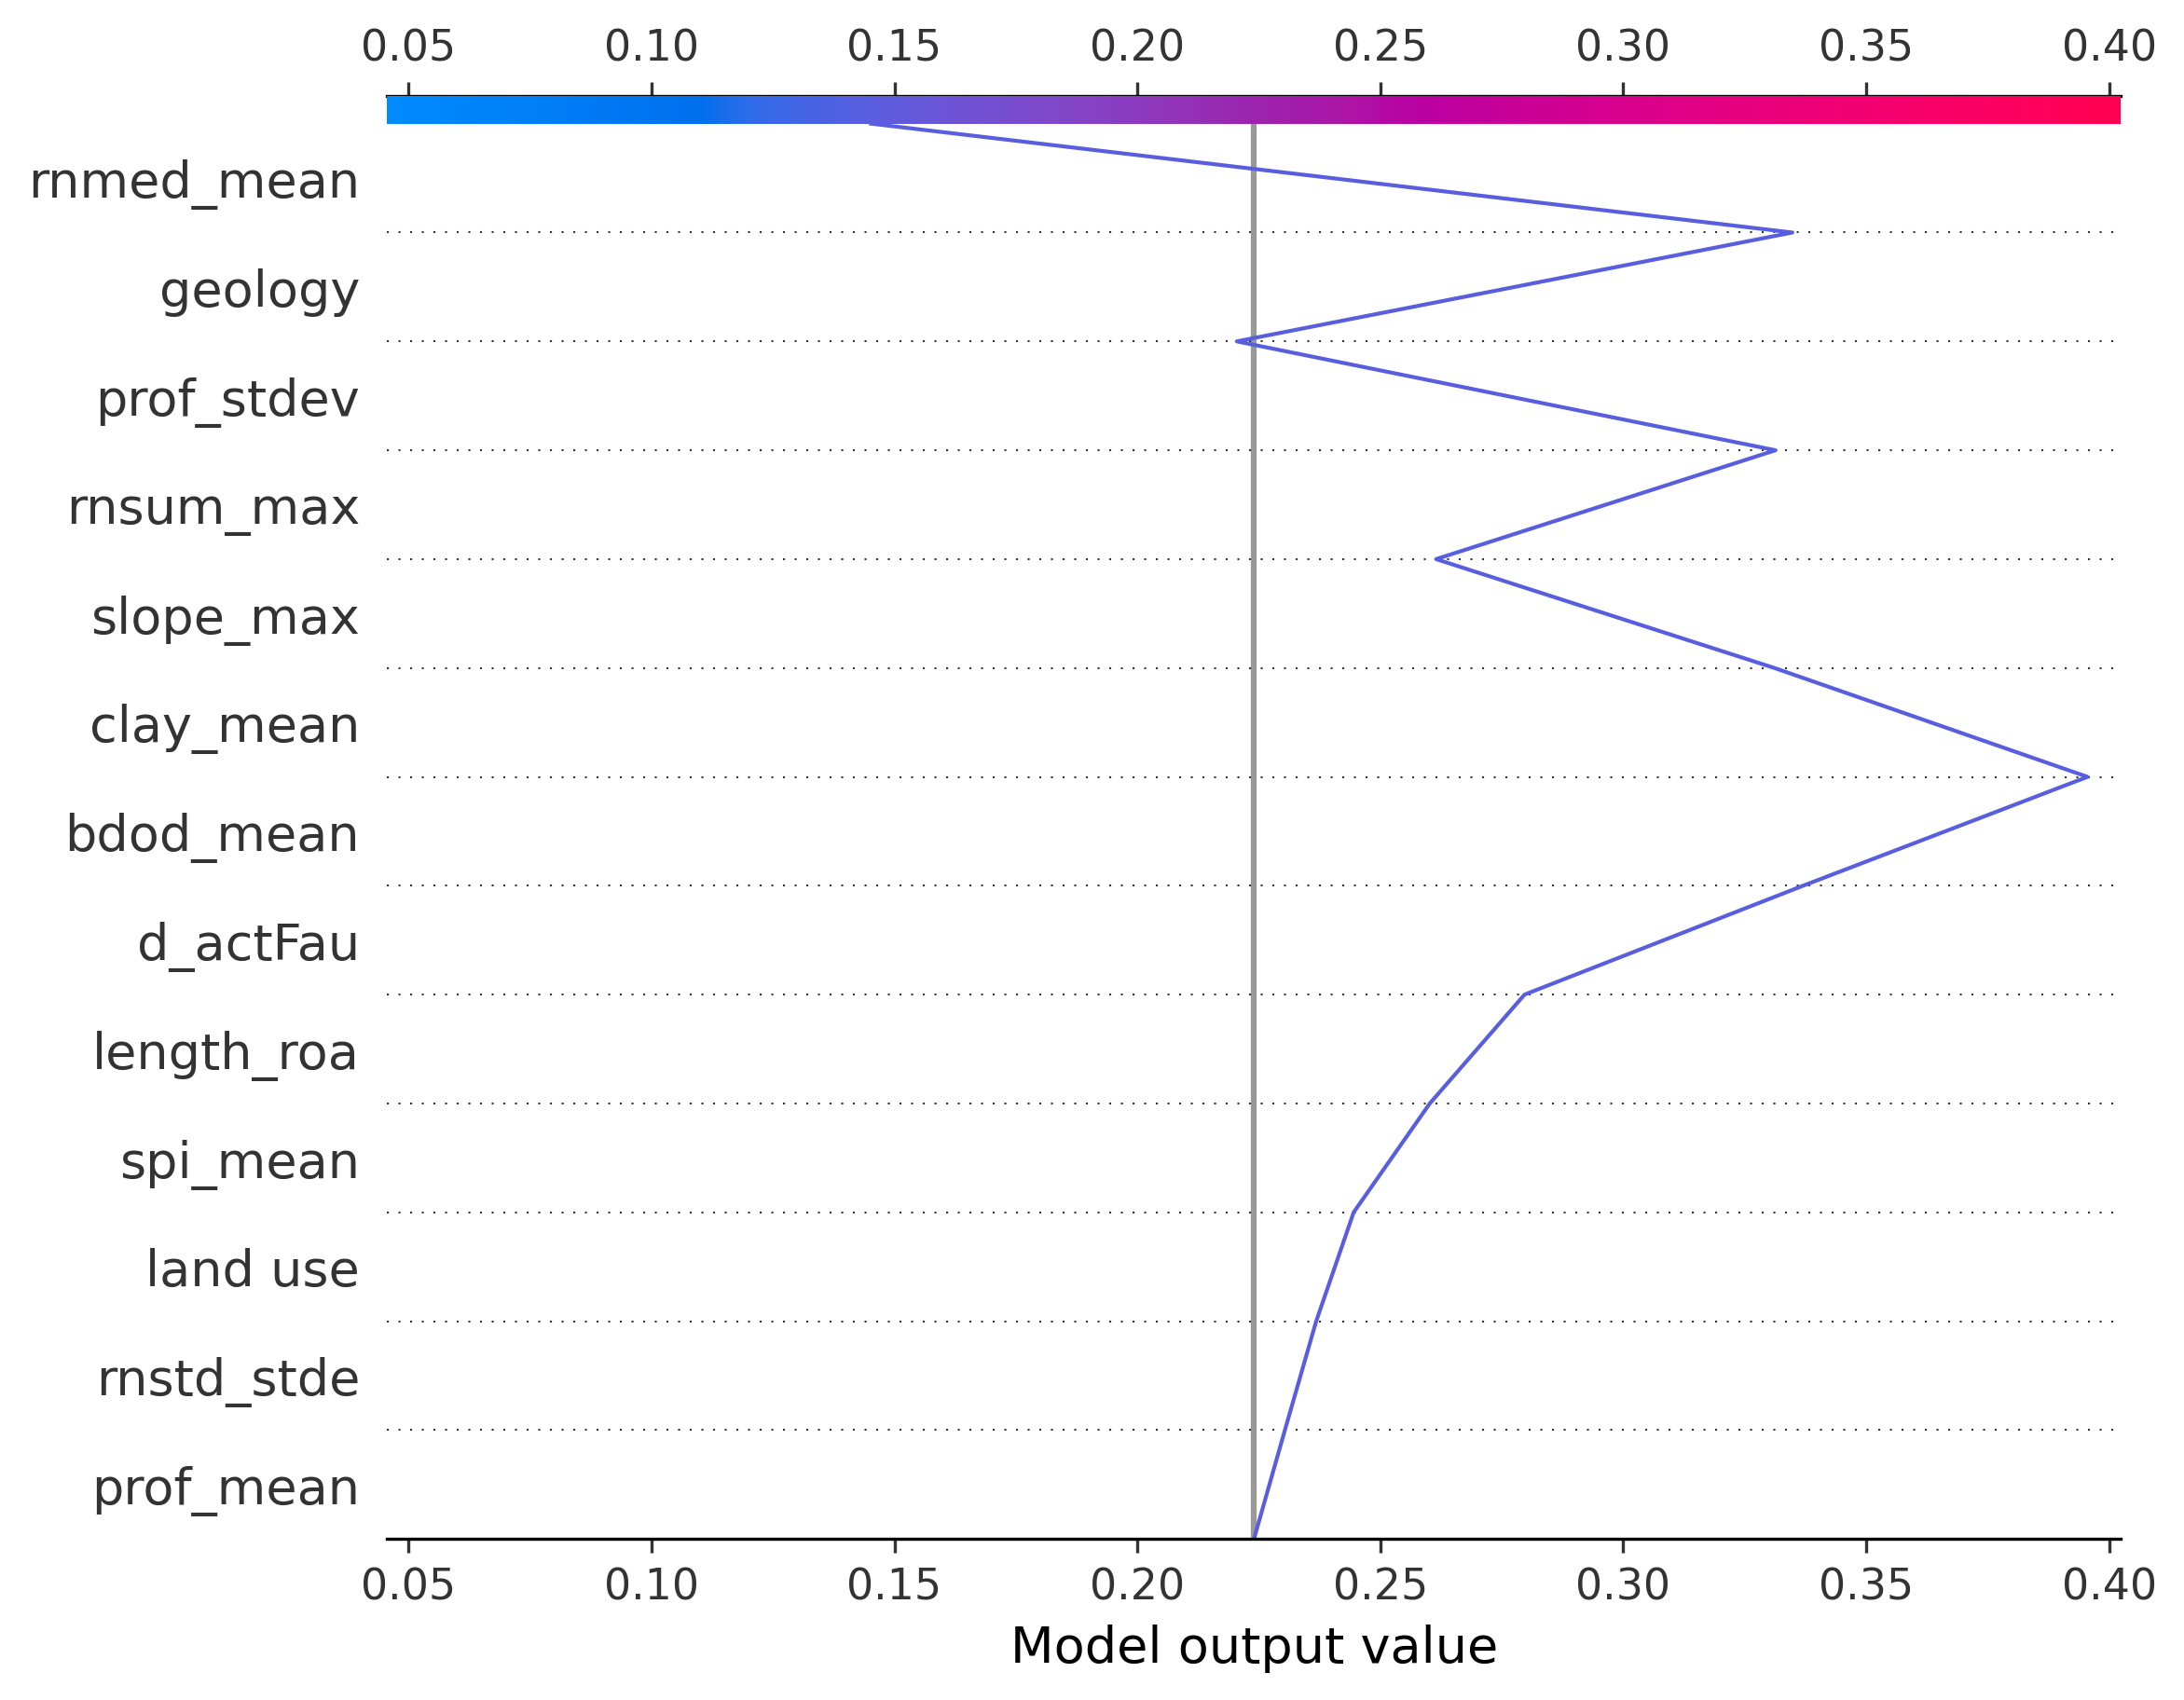 0.05 0.10 0.15 0.20 0.25 0.30 0.35 0.40
rnmed_mean
geology
prof_stdev
rnsum_max
slope_max
clay_mean
bdod_mean
d_actFau
length_roa
spi_mean
land use
rnstd_stde
prof_mean
0.05 0.10 0.15 0.20 0.25 0.30 0.35 0.40
Model output value